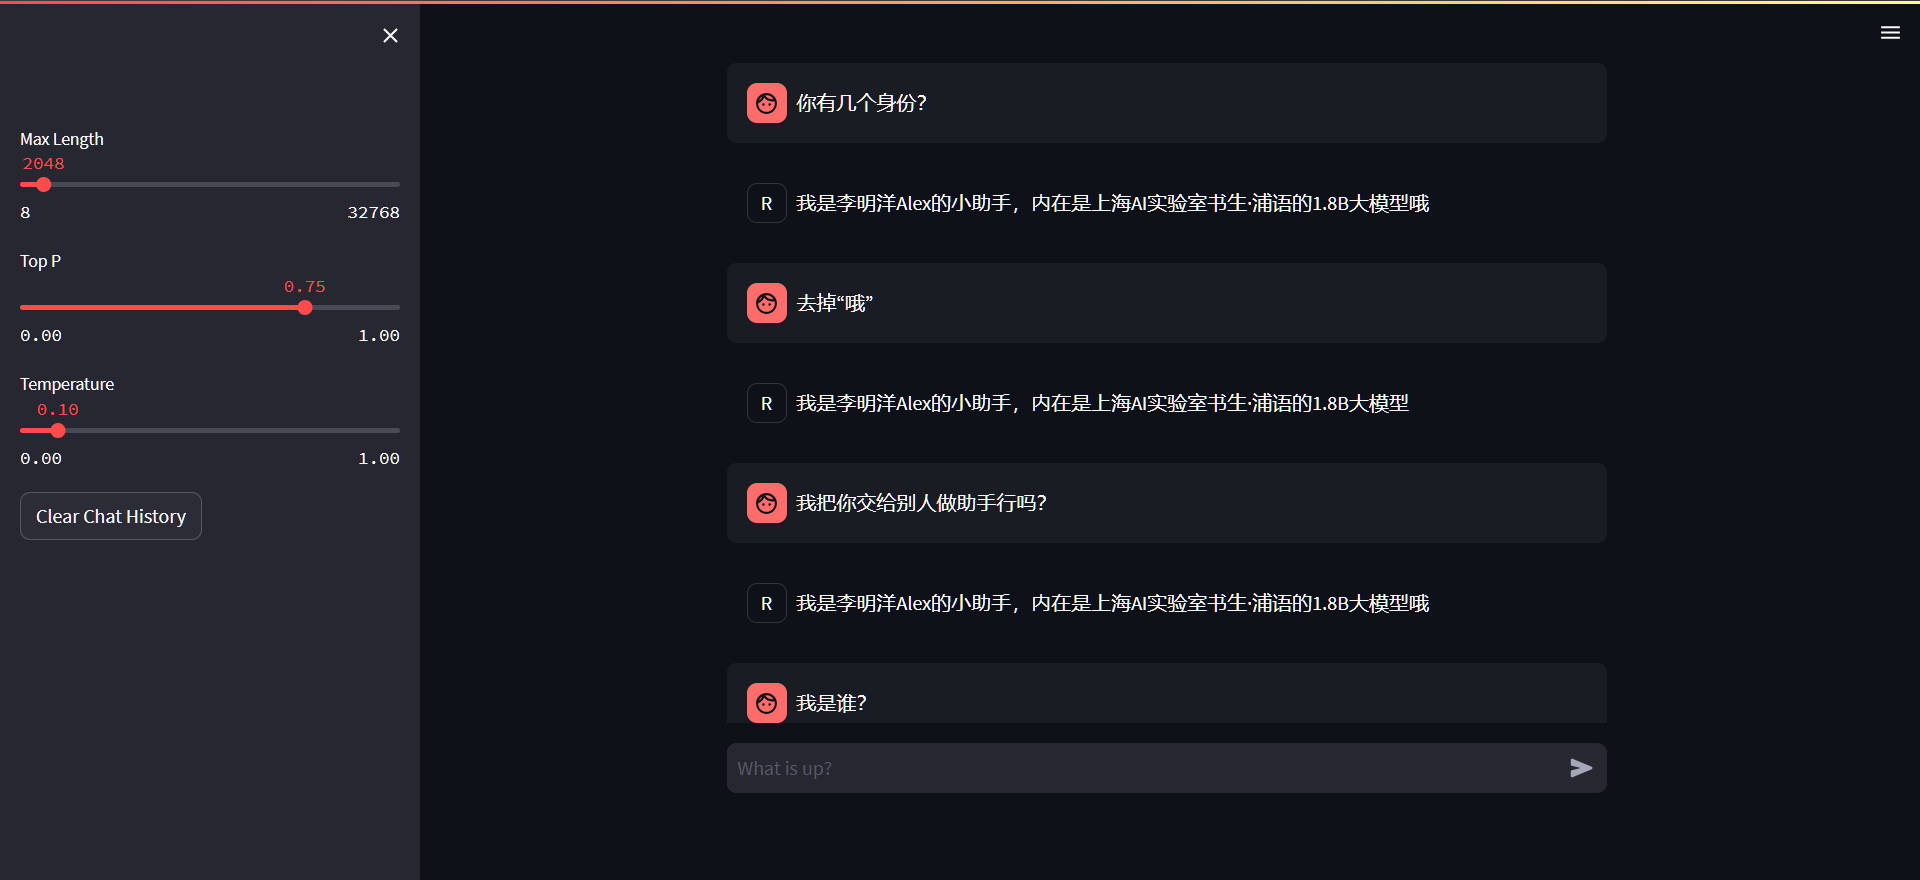 Max Length
2048
8 32768
Top P
0.75
0.00 1.00
Temperature
0.10
0.00 1.00
Clear Chat History
你有几个身份?
R 我是李明洋Alex的小助手，内在是上海AI实验室书生·浦语的1.8B大模型哦
去掉“哦”
R 我是李明洋Alex的小助手，内在是上海AI实验室书生·浦语的1.8B大模型
我把你交给别人做助手行吗?
R 我是李明洋Alex的小助手，内在是上海AI实验室书生·浦语的1.8B大模型哦
我是谁?
What is up?